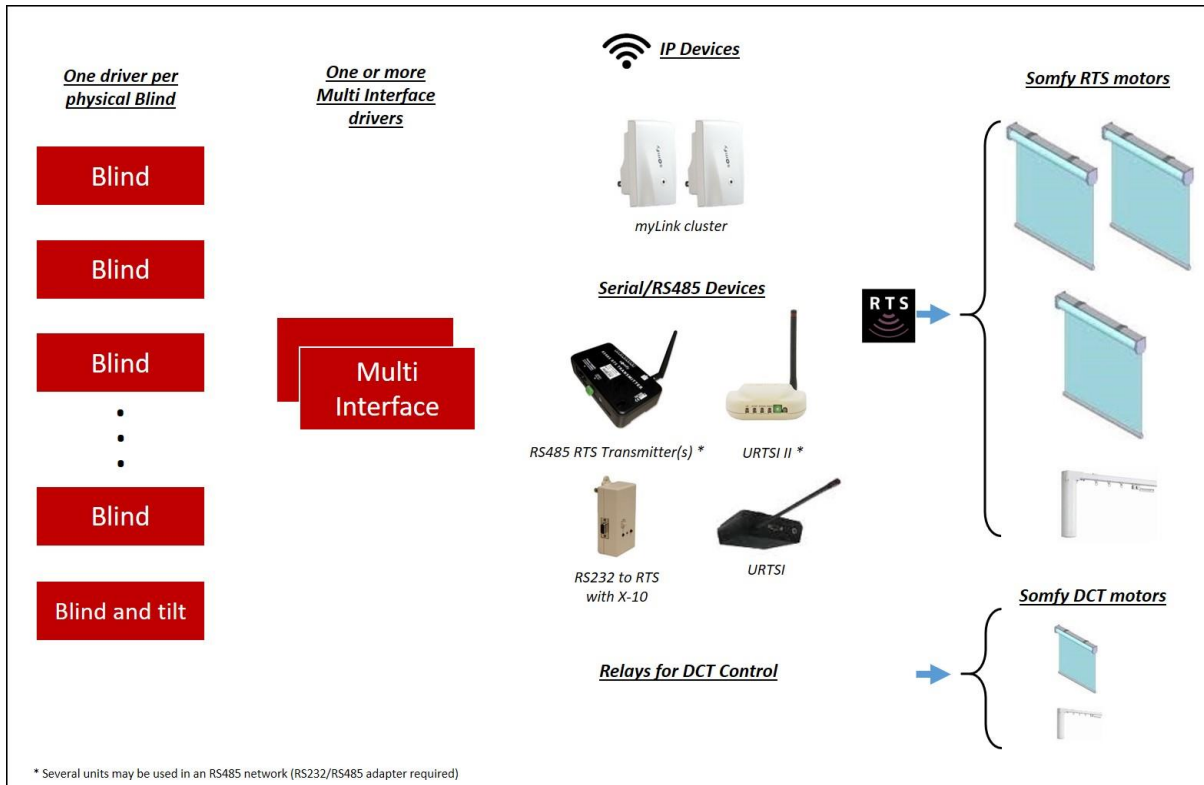 One driver per
physical Blind
Blind
Blind
Blind
Blind
Blind and tilt
One or more
Multi Interface
drivers
Multi
Interface
IP Devices
somfy
somfy
myLink cluster
Serial/RS485 Devices
RS485 RTS Transmitter(s) *
URTSI II *
RS232 to RTS
with X-10
URTSI
Relays for DCT Control
RTS
Somfy RTS motors
Somfy DCT motors
* Several units may be used in an RS485 network (RS232/RS485 adapter required)